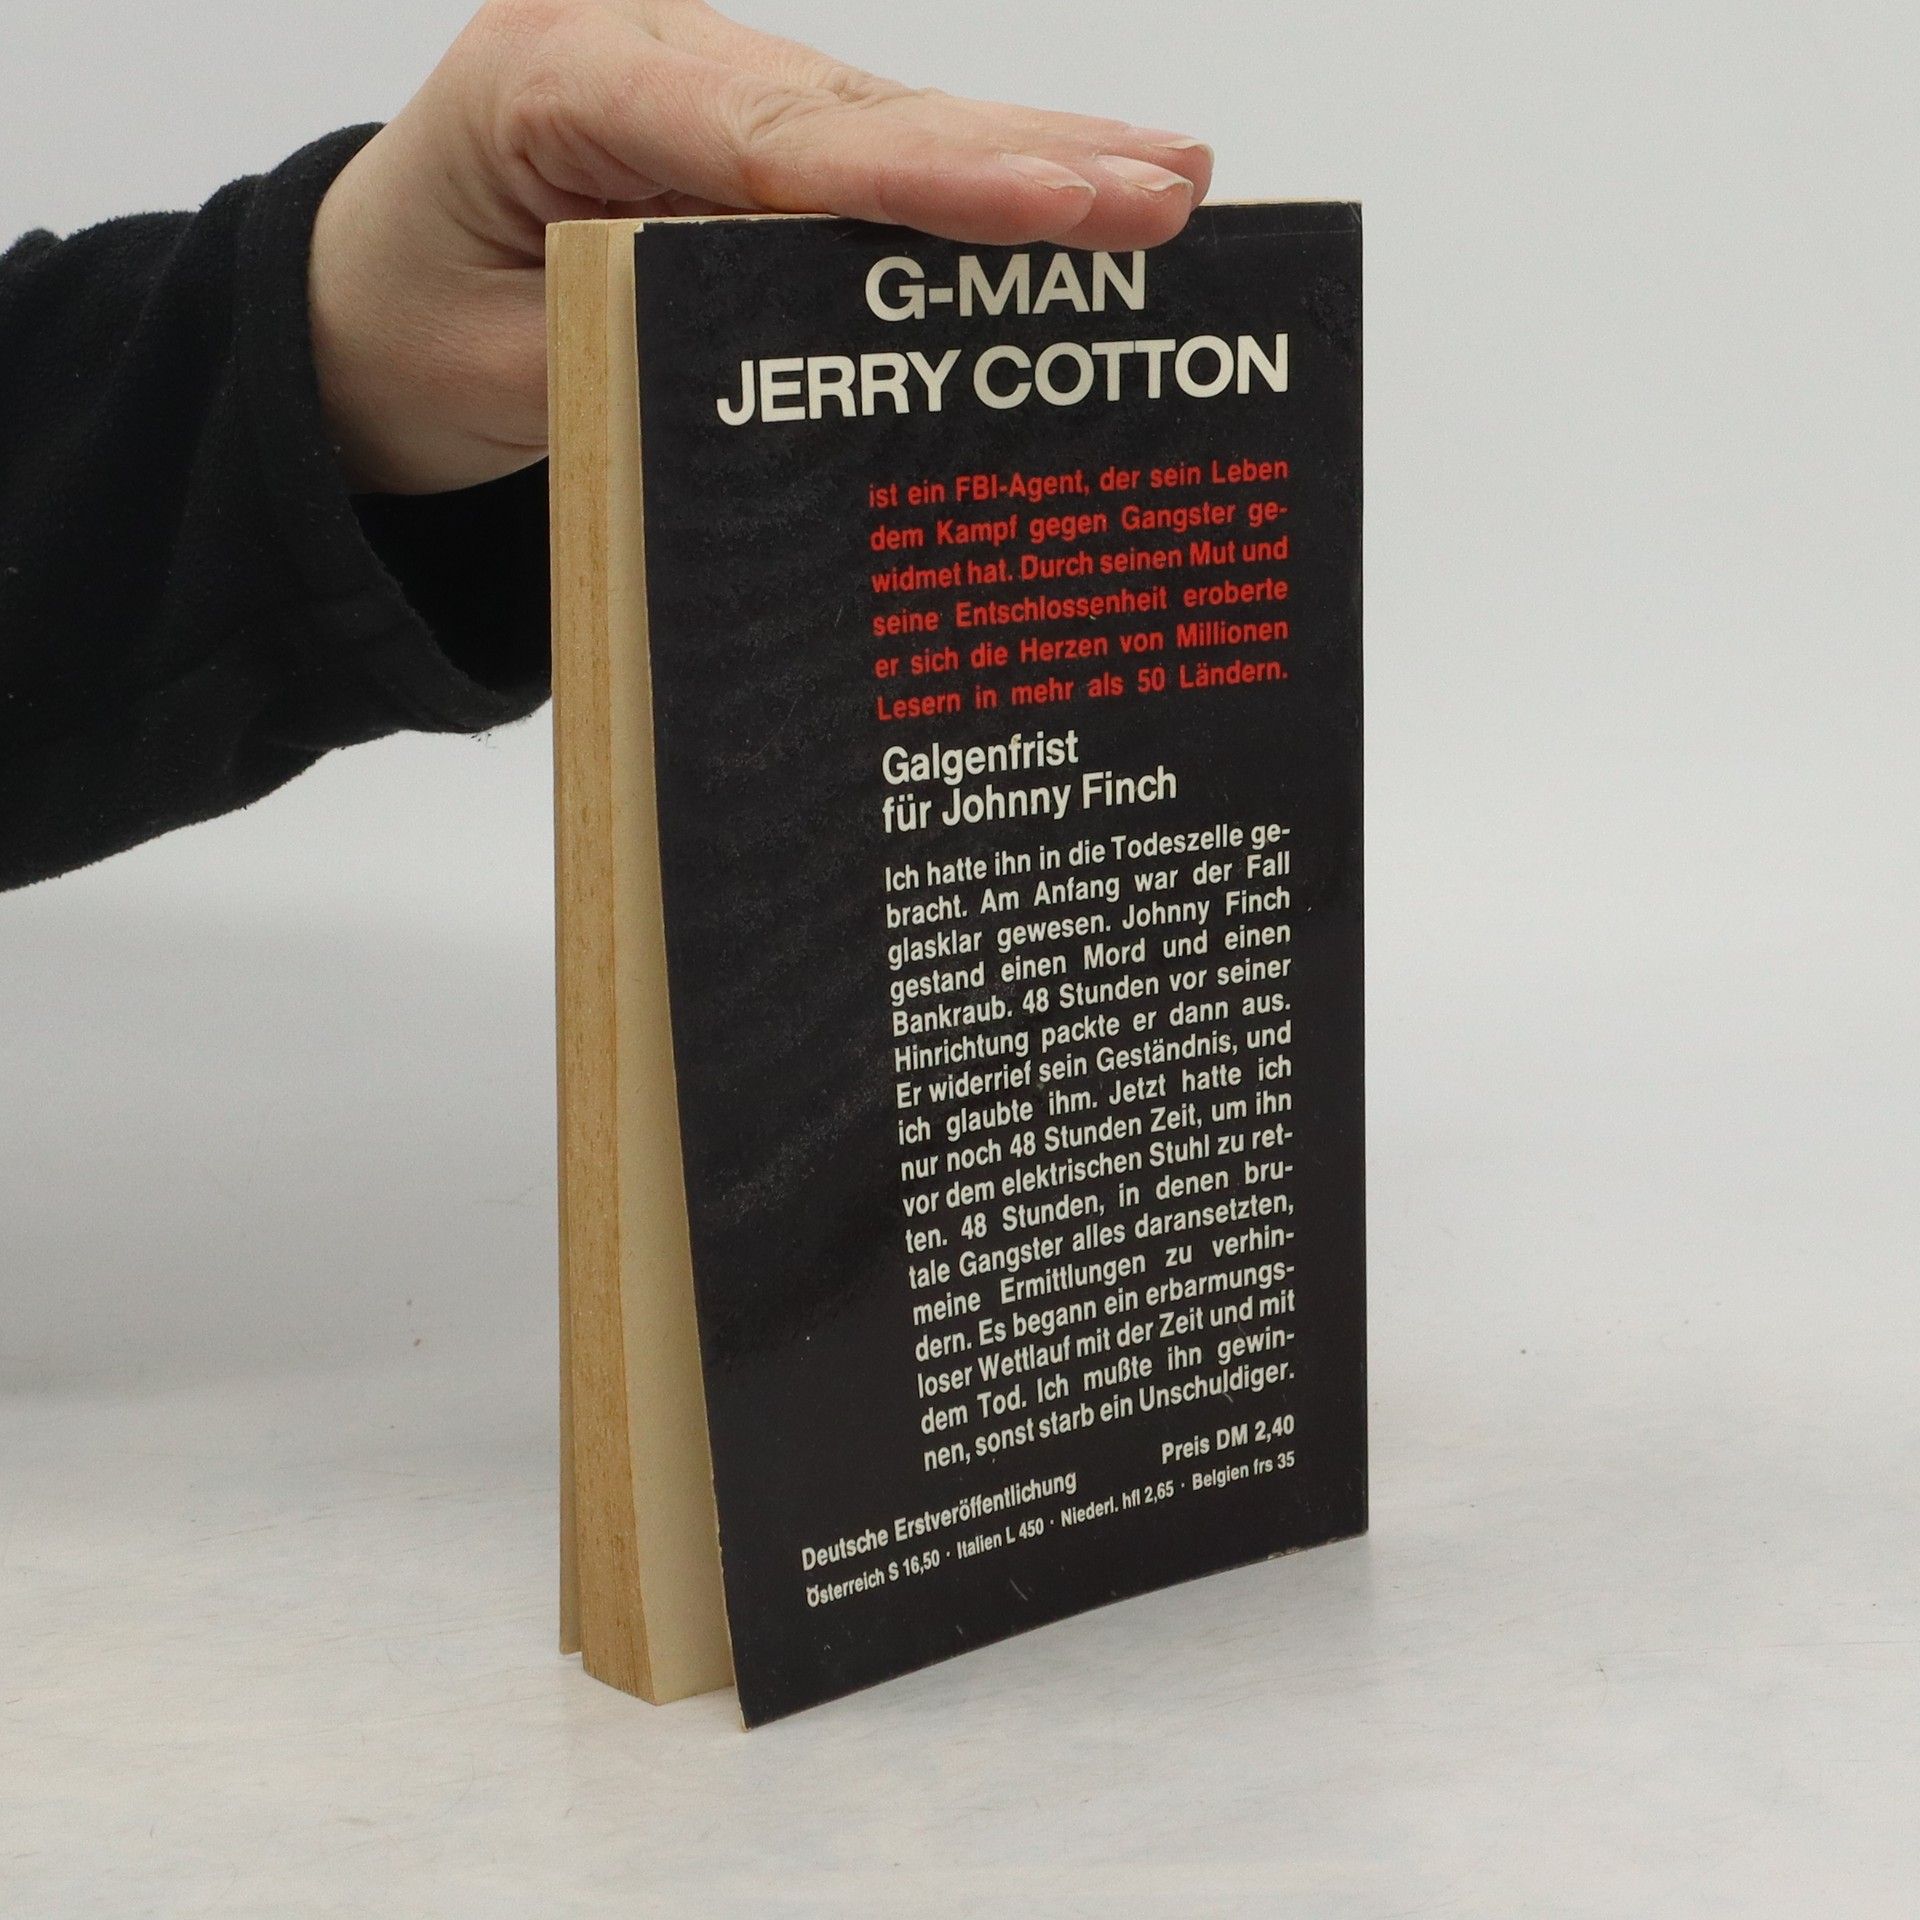 G-MAN
JERRY COTTON
ist ein FBI-Agent, der sein Leben
dem Kampf gegen Gangster ge-
widmet hat. Durch seinen Mut und
seine Entschlossenheit eroberte
er sich die Herzen von Millionen
Lesern in mehr als 50 Ländern.
Galgenfrist
für Johnny Finch
Ich hatte ihn in die Todeszelle ge-
bracht. Am Anfang war der Fall
glasklar gewesen. Johnny Finch
gestand einen Mord und einen
Bankraub. 48 Stunden vor seiner
Hinrichtung packte er dann aus.
Er widerrief sein Geständnis, und
ich glaubte ihm. Jetzt hatte ich
nur noch 48 Stunden Zeit, um ihn
vor dem elektrischen Stuhl zu ret-
ten. 48 Stunden, in denen bru-
tale Gangster alles daransetzten,
meine Ermittlungen zu verhin-
dern. Es begann ein erbarmungs-
loser Wettlauf mit der Zeit und mit
dem Tod. Ich mußte ihn gewin-
nen, sonst starb ein Unschuldiger.
Deutsche Erstveröffentlichung Preis DM 2,40
Österreich S 16,50 · Italien L 450 · Niederl. hfl 2,65 · Belgien frs 35